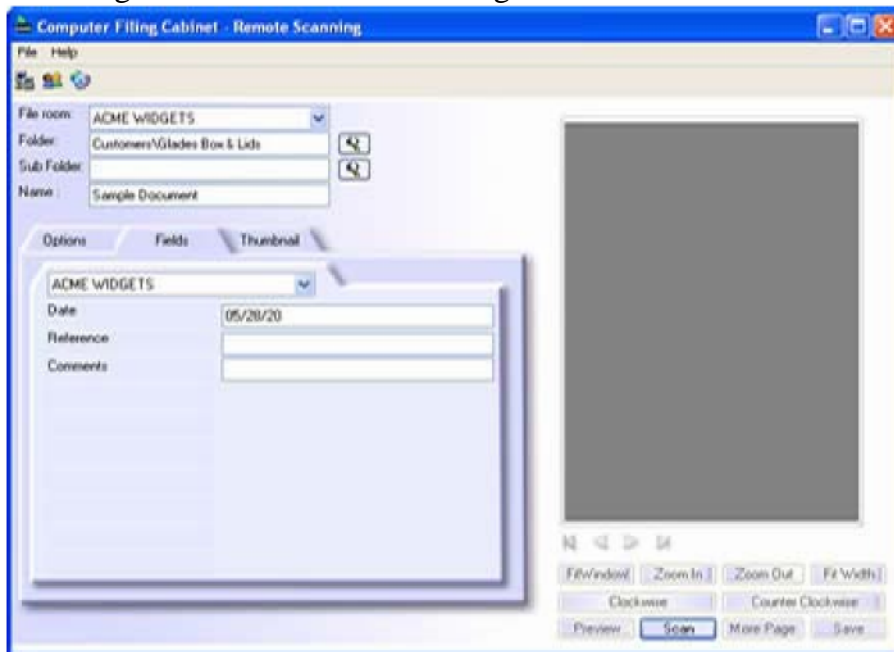 Computer Filing Cabinet - Remote Scanning
File Help
File room: ACME WIDGETS
Folder: Customers\Glades Box & Lids
Sub Folder:
Name : Sample Document
Options Fields Thumbnail
ACME WIDGETS
Date 05/28/20
Reference
Comments
FitWindow Zoom In Zoom Out Fit Width
Clockwise Counter Clockwise
Preview Scan More Page Save